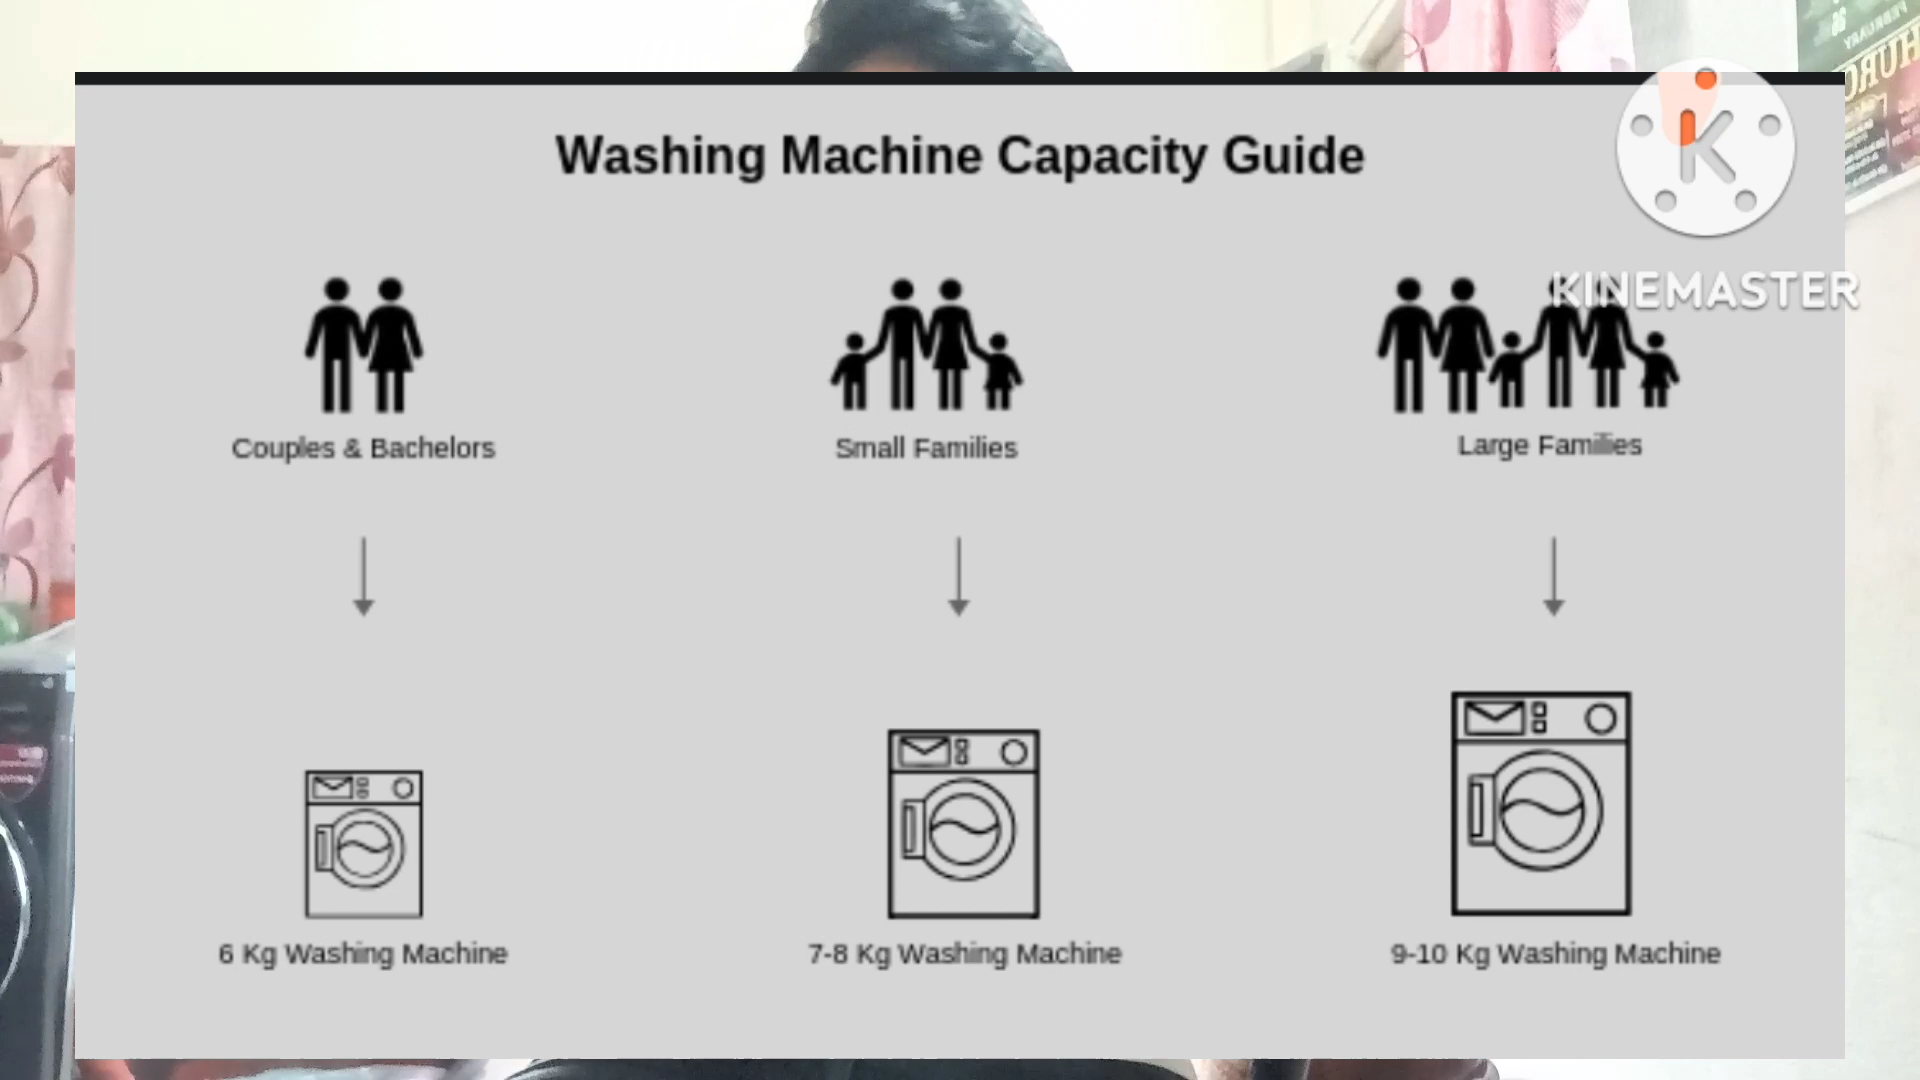 Washing Machine Capacity Guide
KINEMASTER
Couples & Bachelors
Small Families
Large Families
6 Kg Washing Machine
7-8 Kg Washing Machine
9-10 Kg Washing Machine